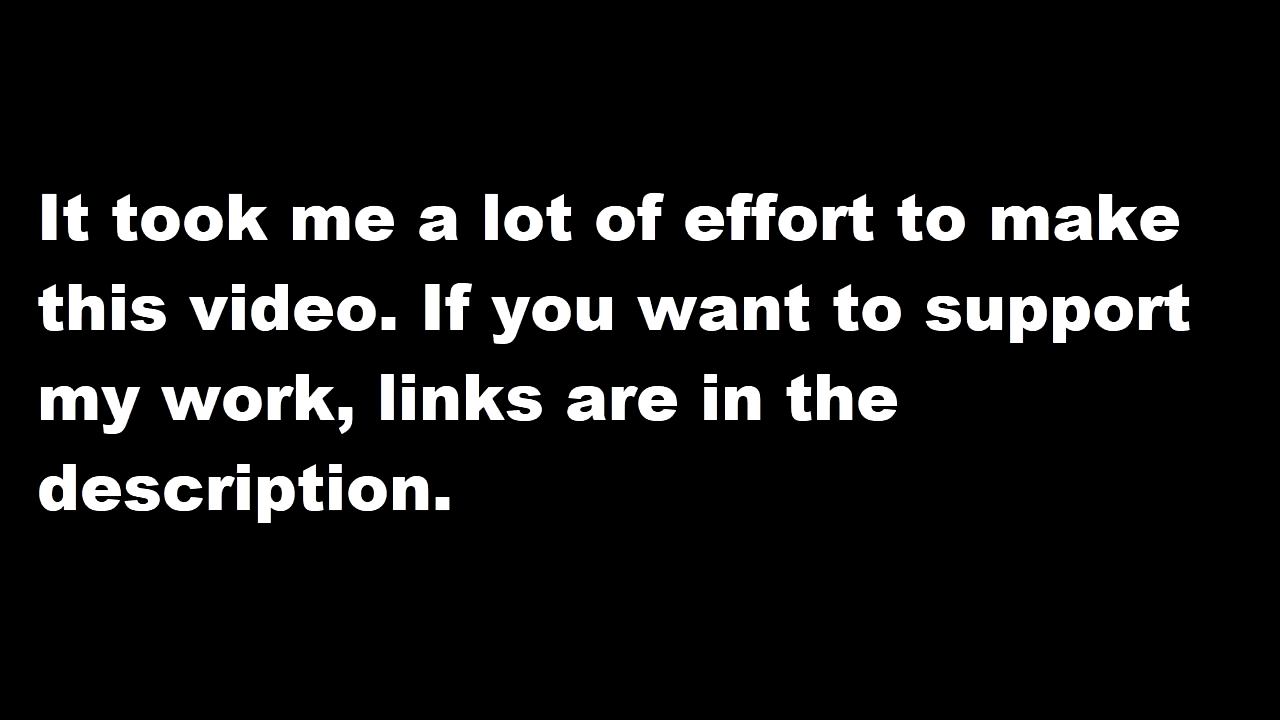 It took me a lot of effort to make
this video. If you want to support
my work, links are in the
description.